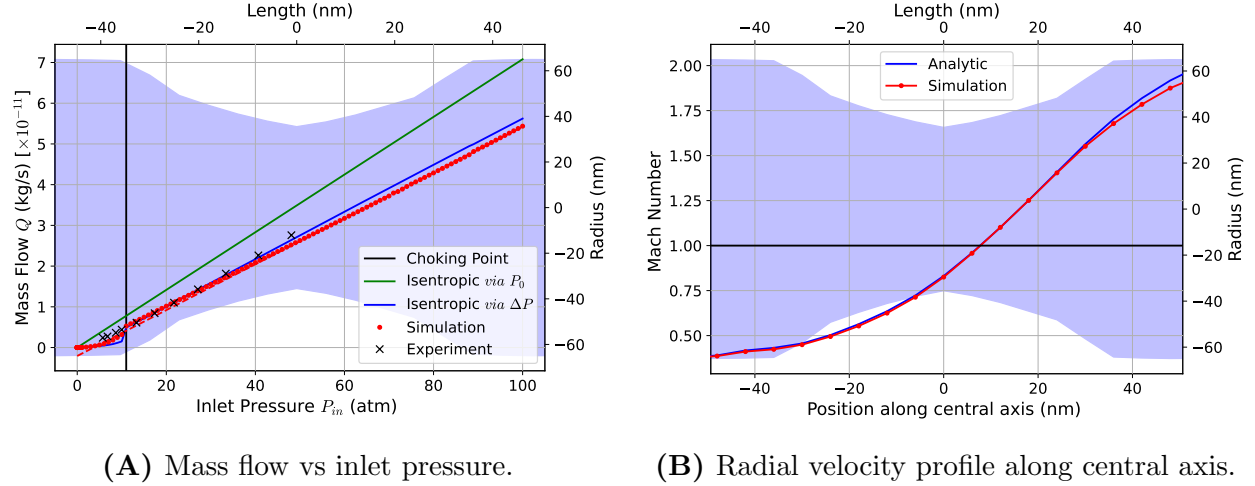 Length (nm)
−40 −20 0 20 40
7
6
5
4
3
2
1
0
Mass Flow Q (kg/s) [×10⁻¹¹]
60
40
20
0
−20
−40
−60
Radius (nm)
Choking Point
Isentropic via P₀
Isentropic via ΔP
Simulation
Experiment
0 20 40 60 80 100
Inlet Pressure Pᵢₙ (atm)
(A) Mass flow vs inlet pressure.
Length (nm)
−40 −20 0 20 40
2.00
1.75
1.50
1.25
1.00
0.75
0.50
Mach Number
Analytic
Simulation
60
40
20
0
−20
−40
−60
Radius (nm)
−40 −20 0 20 40
Position along central axis (nm)
(B) Radial velocity profile along central axis.